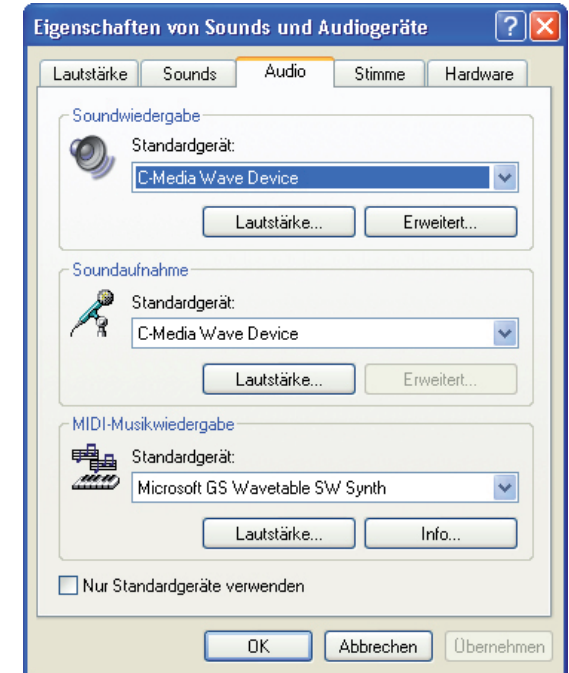 Eigenschaften von Sounds und Audiogeräte
Lautstärke Sounds Audio Stimme Hardware
Soundwiedergabe
Standardgerät:
C-Media Wave Device
Lautstärke... Erweitert...
Soundaufnahme
Standardgerät:
C-Media Wave Device
Lautstärke... Erweitert...
MIDI-Musikwiedergabe
Standardgerät:
Microsoft GS Wavetable SW Synth
Lautstärke... Info...
Nur Standardgeräte verwenden
OK Abbrechen Übernehmen